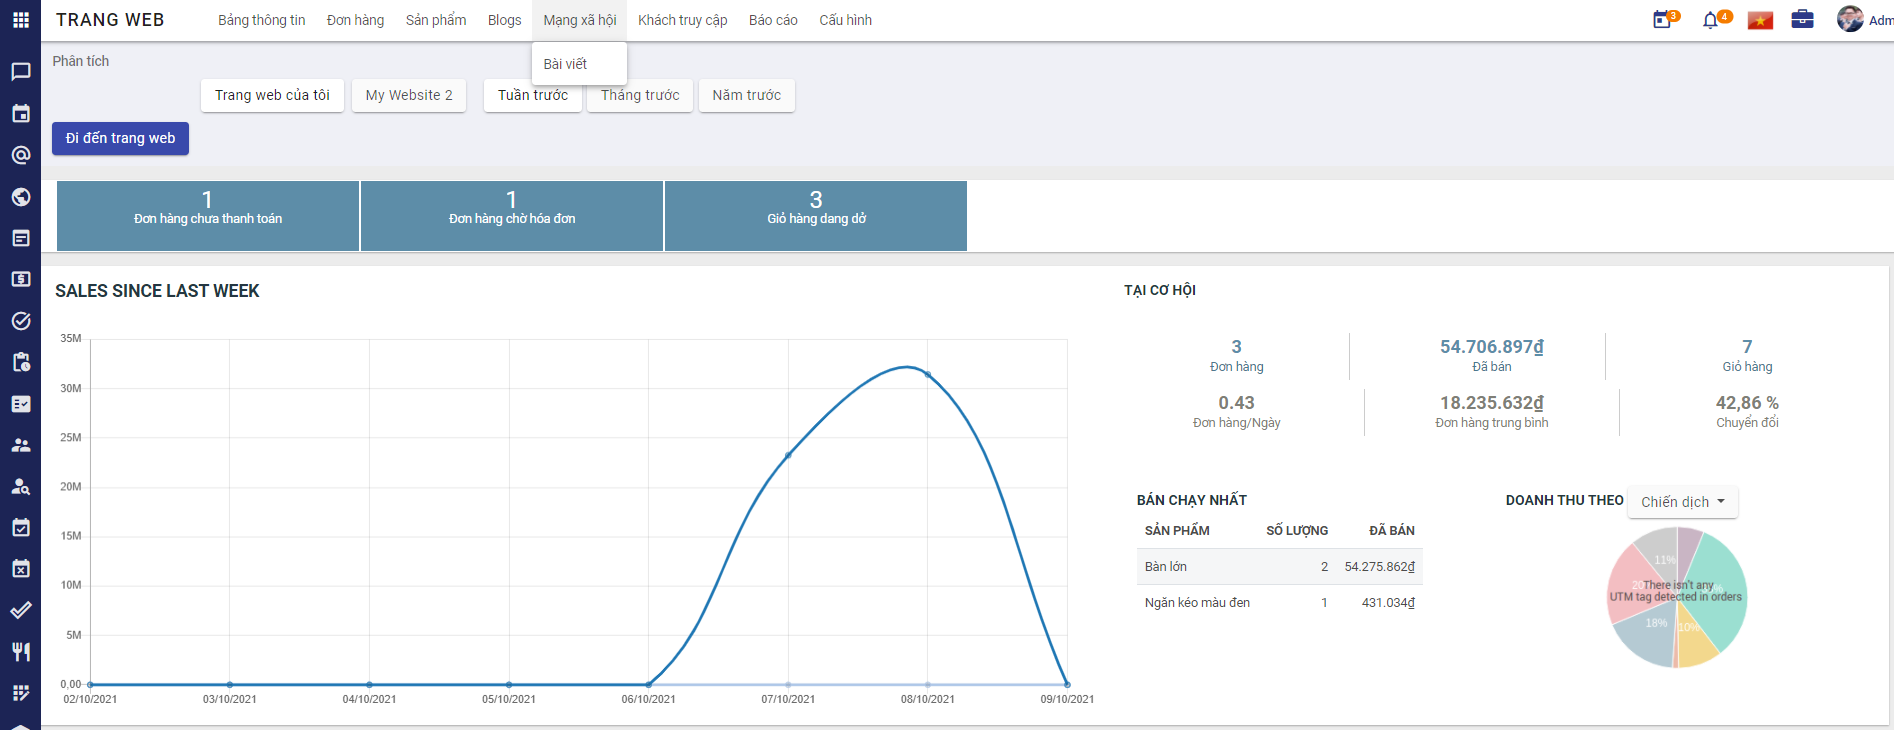 TRANG WEB
Bảng thông tin
Đơn hàng
Sản phẩm
Blogs
Mạng xã hội
Khách truy cập
Báo cáo
Cấu hình
3
4
Adm
Phân tích
Bài viết
Trang web của tôi
My Website 2
Tuần trước
Tháng trước
Năm trước
Đi đến trang web
1
Đơn hàng chưa thanh toán
1
Đơn hàng chờ hóa đơn
3
Giỏ hàng dang dở
SALES SINCE LAST WEEK
35M
30M
25M
20M
15M
10M
5M
0,00
02/10/2021
03/10/2021
04/10/2021
05/10/2021
06/10/2021
07/10/2021
08/10/2021
09/10/2021
TẠI CƠ HỘI
3
Đơn hàng
54.706.897₫
Đã bán
7
Giỏ hàng
0.43
Đơn hàng/Ngày
18.235.632₫
Đơn hàng trung bình
42,86 %
Chuyển đổi
BÁN CHẠY NHẤT
SẢN PHẨM SỐ LƯỢNG ĐÃ BÁN
Bàn lớn 2 54.275.862₫
Ngăn kéo màu đen 1 431.034₫
DOANH THU THEO
Chiến dịch
11%
There isn't any
UTM tag detected in orders
18%
10%